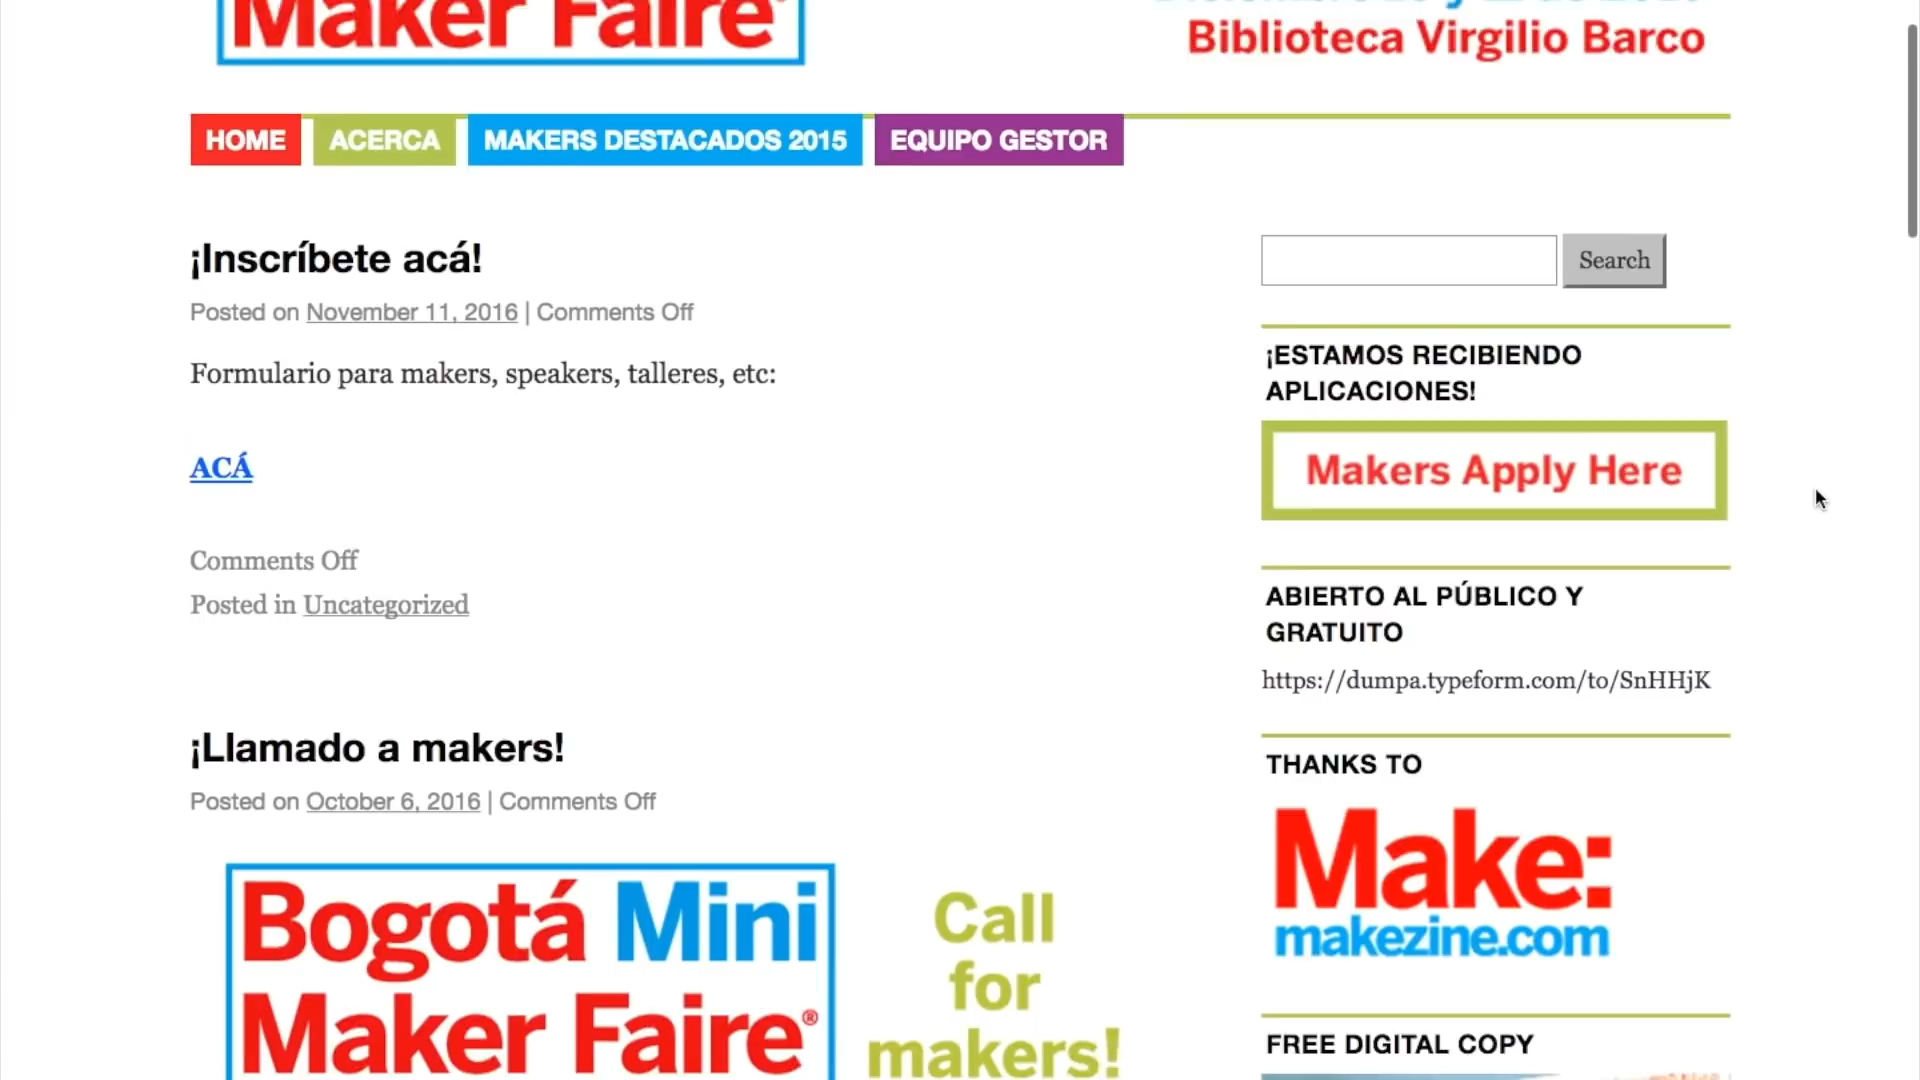 Maker Faire®
Biblioteca Virgilio Barco
HOME
ACERCA
MAKERS DESTACADOS 2015
EQUIPO GESTOR
¡Inscríbete acá!
Posted on November 11, 2016 | Comments Off
Formulario para makers, speakers, talleres, etc:
ACÁ
Comments Off
Posted in Uncategorized
¡Llamado a makers!
Posted on October 6, 2016 | Comments Off
Bogotá Mini
Maker Faire®
Call
for
makers!
Search
¡ESTAMOS RECIBIENDO
APLICACIONES!
Makers Apply Here
ABIERTO AL PÚBLICO Y
GRATUITO
https://dumpa.typeform.com/to/SnHHjK
THANKS TO
Make:
makezine.com
FREE DIGITAL COPY